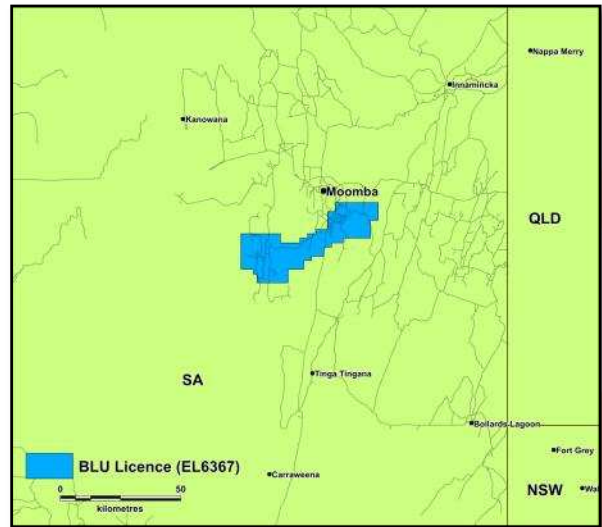 Nappa Merry
Innamincka
Kanowana
Moomba
QLD
Tinga Tingana
SA
Bollards Lagoon
Fort Grey
BLU Licence (EL6367)
Carraweena
NSW
Wal
0 50
kilometres